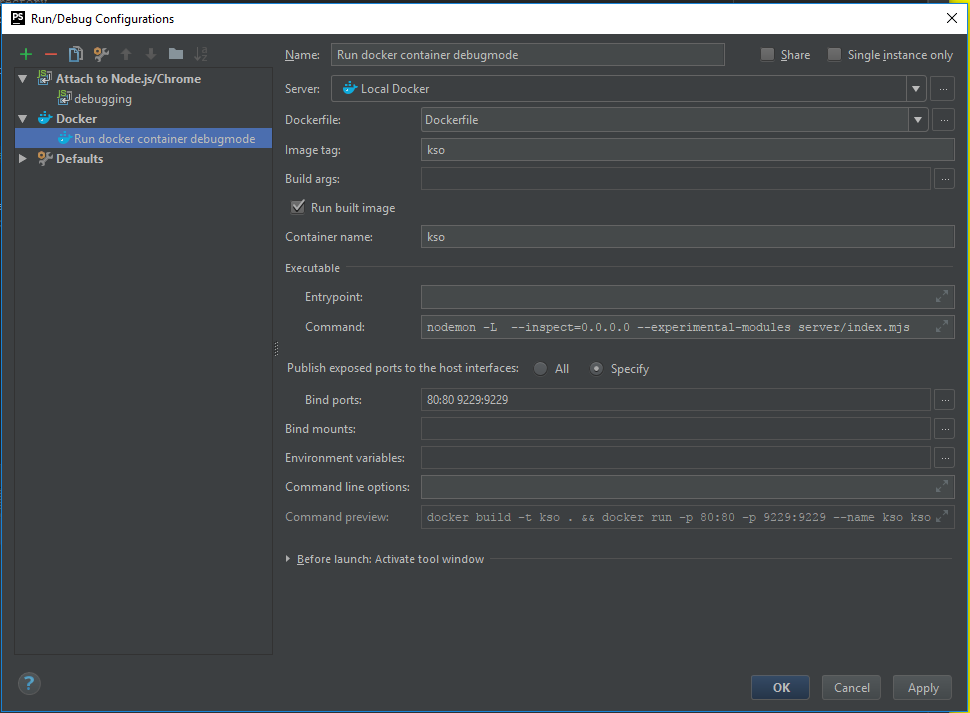 PS Run/Debug Configurations
Name: Run docker container debugmode Share Single instance only
Attach to Node.js/Chrome
debugging
Docker
Run docker container debugmode
Defaults
Server: Local Docker ...
Dockerfile: Dockerfile ...
Image tag: kso
Build args: ...
Run built image
Container name: kso
Executable
Entrypoint:
Command: nodemon -L --inspect=0.0.0.0 --experimental-modules server/index.mjs
Publish exposed ports to the host interfaces: All Specify
Bind ports: 80:80 9229:9229 ...
Bind mounts: ...
Environment variables: ...
Command line options:
Command preview: docker build -t kso . && docker run -p 80:80 -p 9229:9229 --name kso kso
Before launch: Activate tool window
? OK Cancel Apply